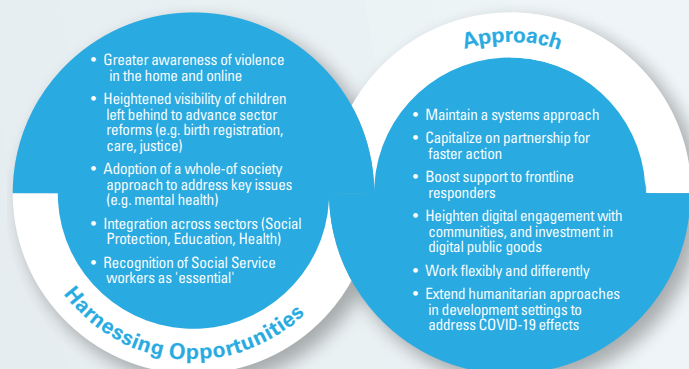 • Greater awareness of violence
in the home and online
• Heightened visibility of children
left behind to advance sector
reforms (e.g. birth registration,
care, justice)
• Adoption of a whole-of society
approach to address key issues
(e.g. mental health)
• Integration across sectors (Social
Protection, Education, Health)
• Recognition of Social Service
workers as 'essential'
Harnessing Opportunities
Approach
• Maintain a systems approach
• Capitalize on partnership for
faster action
• Boost support to frontline
responders
• Heighten digital engagement with
communities, and investment in
digital public goods
• Work flexibly and differently
• Extend humanitarian approaches
in development settings to
address COVID-19 effects